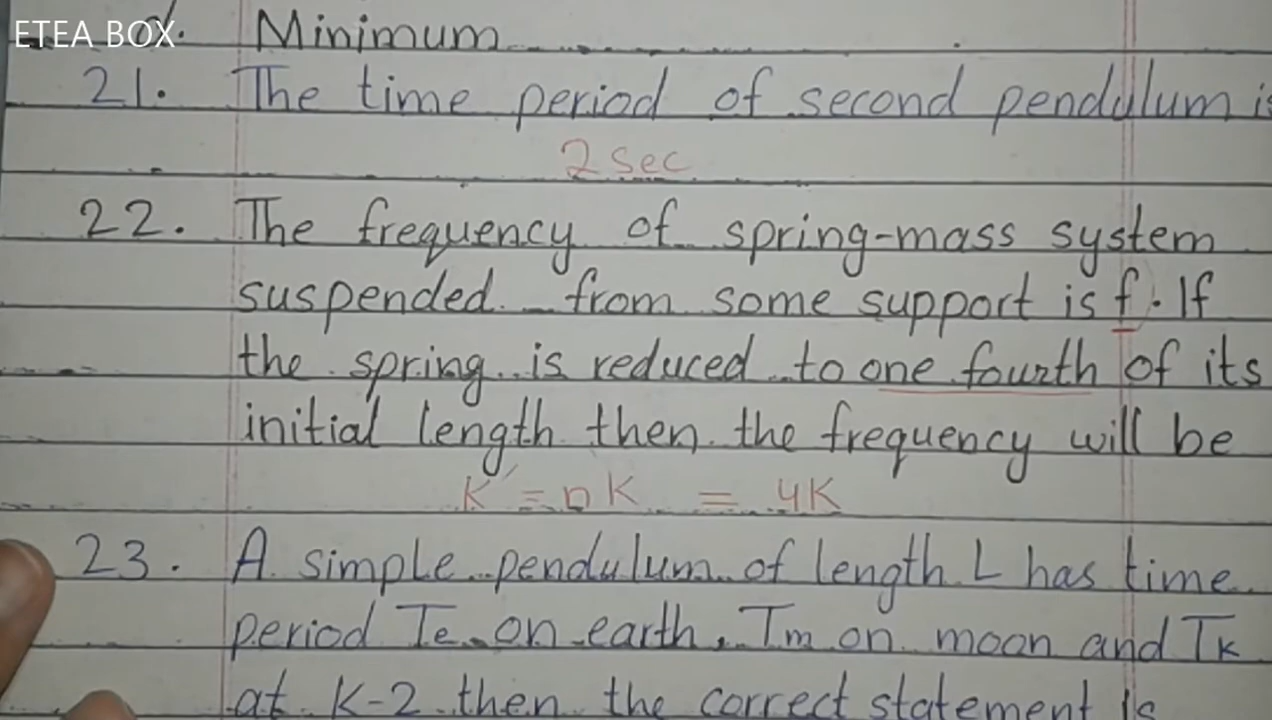 ETEA BOX
d. Minimum
21. The time period of second pendulum is
2 sec
22. The frequency of spring-mass system
suspended from some support is f. If
the spring is reduced to one fourth of its
initial length then the frequency will be
K' = nK = 4K
23. A simple pendulum of length L has time
period Te on earth, Tm on moon and TK
at K-2 then the correct statement is